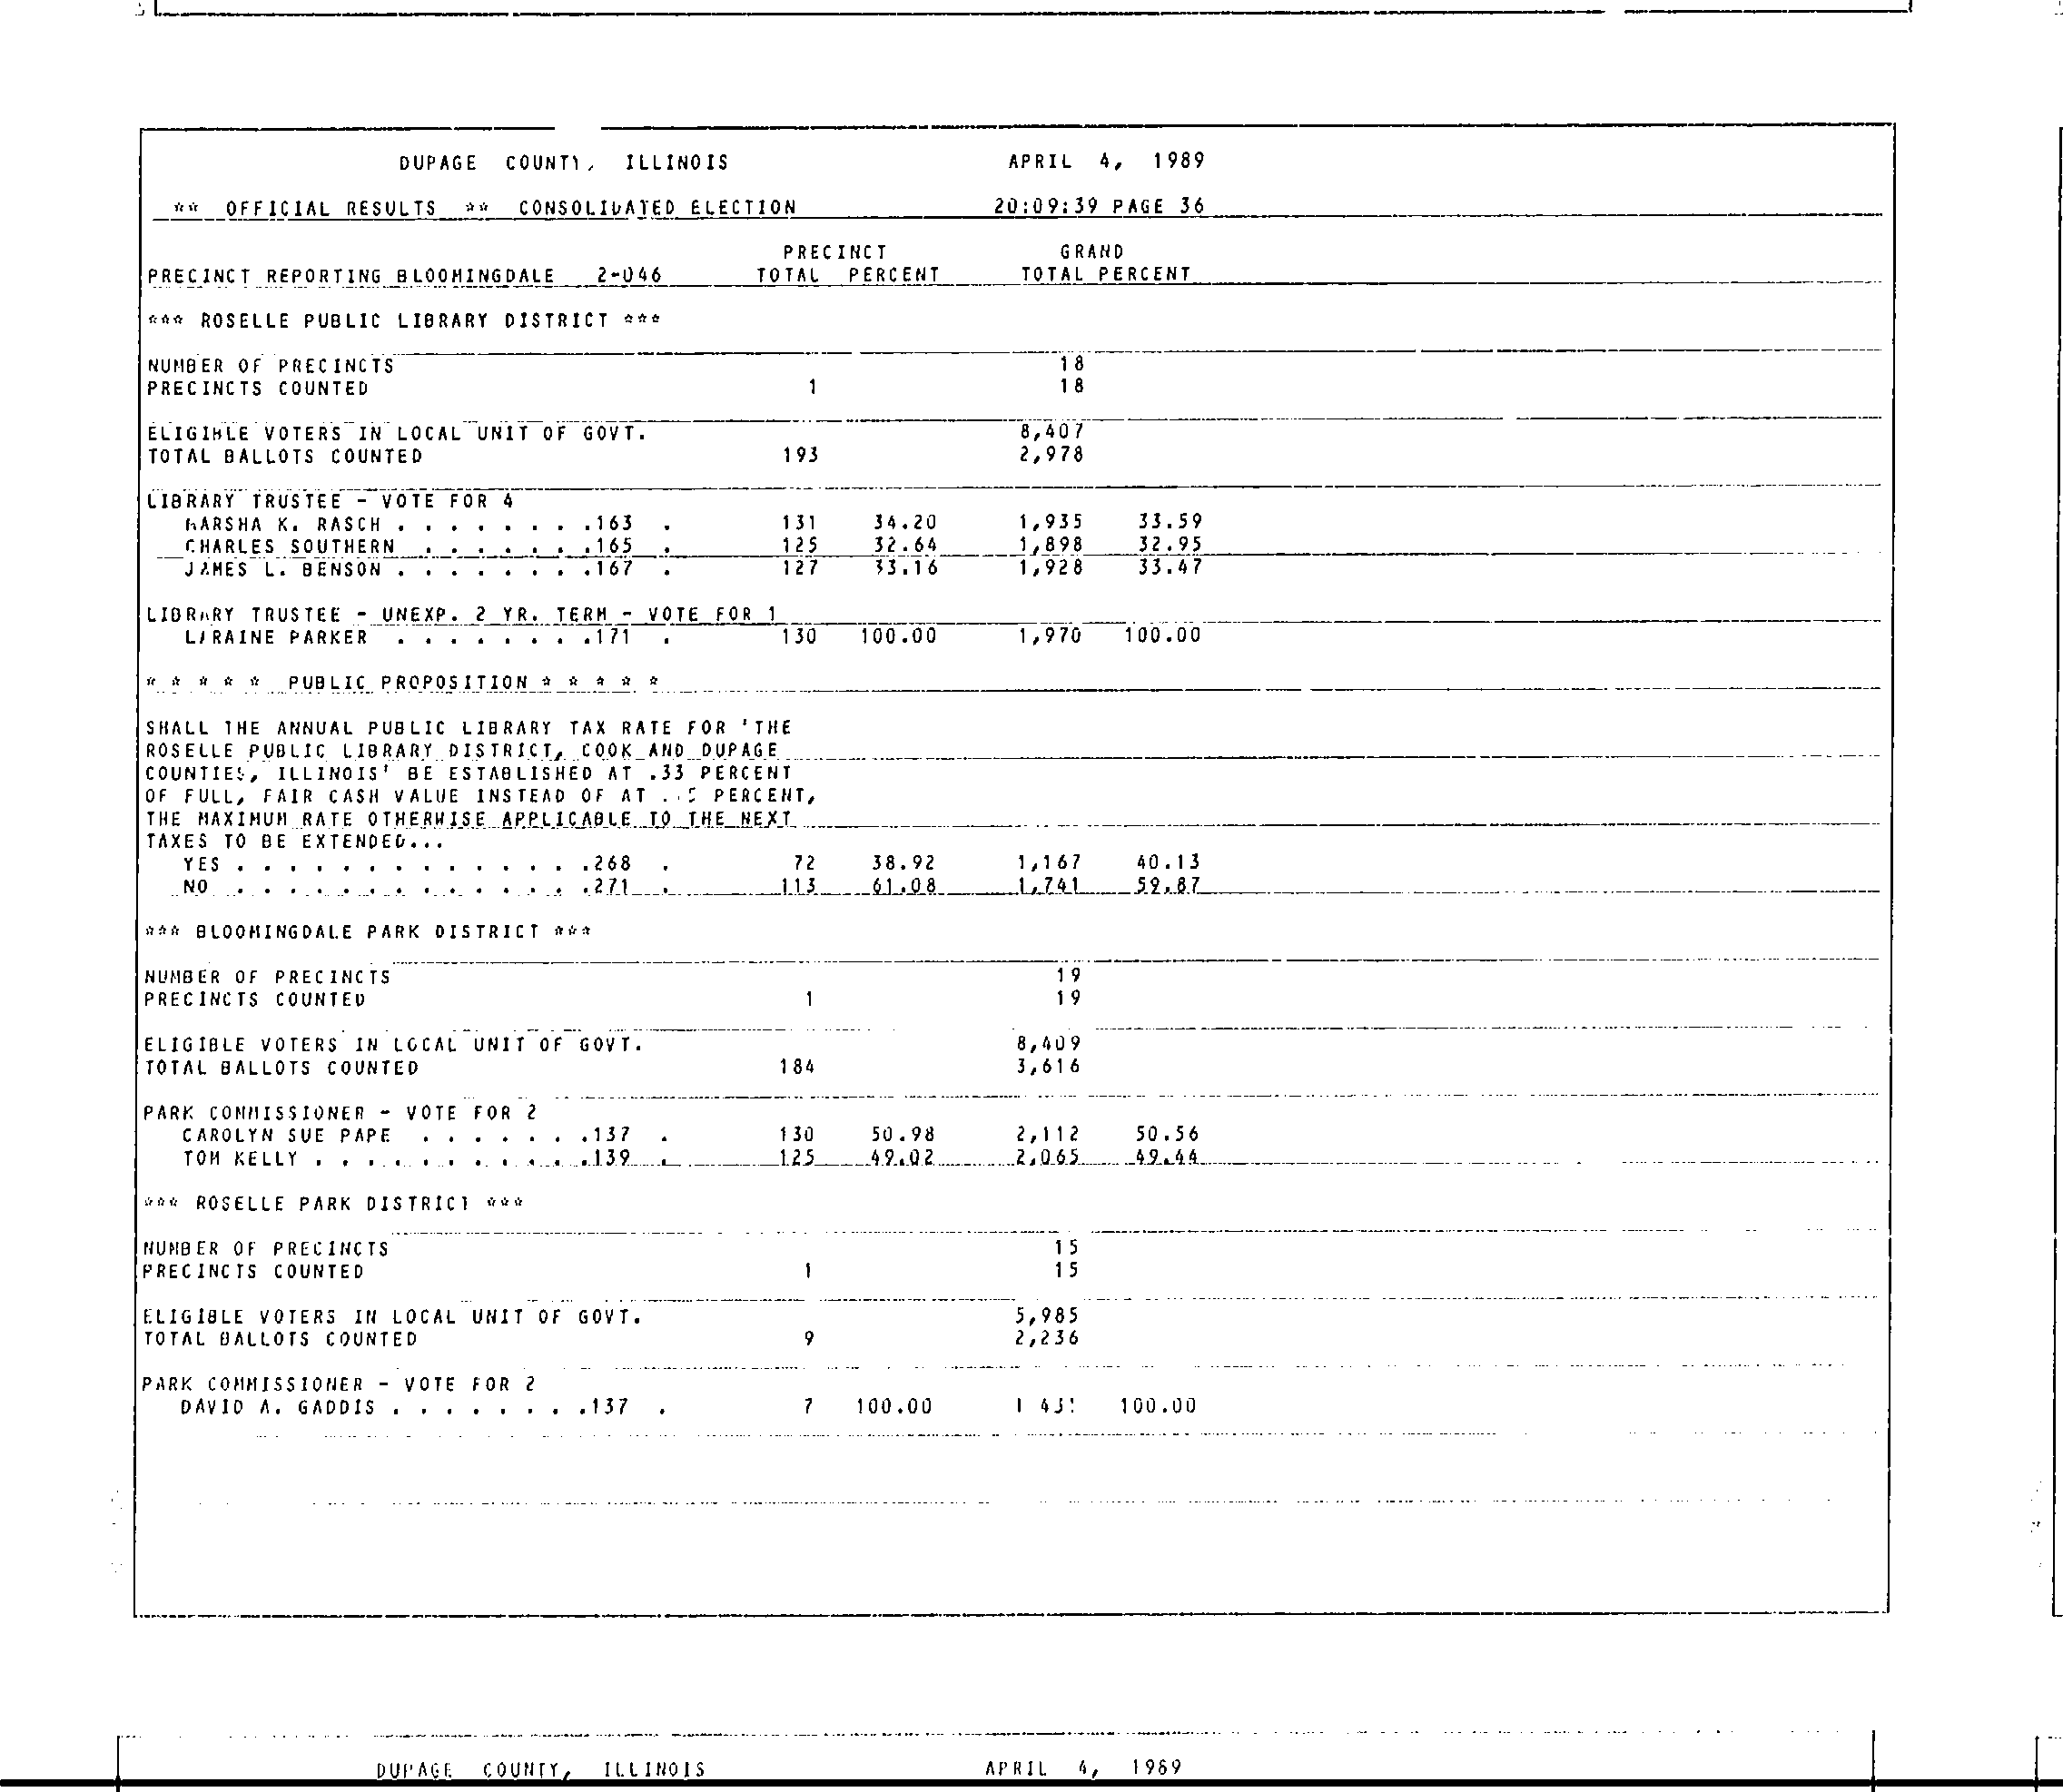 DUPAGE COUNTY, ILLINOIS APRIL 4, 1989
** OFFICIAL RESULTS ** CONSOLIDATED ELECTION 20:09:39 PAGE 36
PRECINCT GRAND
PRECINCT REPORTING BLOOMINGDALE 2-046 TOTAL PERCENT TOTAL PERCENT
*** ROSELLE PUBLIC LIBRARY DISTRICT ***
NUMBER OF PRECINCTS 18
PRECINCTS COUNTED 1 18
ELIGIBLE VOTERS IN LOCAL UNIT OF GOVT. 8,407
TOTAL BALLOTS COUNTED 193 2,978
LIBRARY TRUSTEE - VOTE FOR 4
K. RASCH . . . . . . . .163 . 131 34.20 1,935 33.59
CHARLES SOUTHERN . . . . . . .165 . 125 32.64 1,898 32.95
JAMES L. BENSON . . . . . . . .167 . 127 33.16 1,928 33.47
LIBRARY TRUSTEE - UNEXP. 2 YR. TERM - VOTE FOR 1
PARKER . . . . . . . .171 . 130 100.00 1,970 100.00
* * * * * PUBLIC PROPOSITION * * * * *
SHALL THE ANNUAL PUBLIC LIBRARY TAX RATE FOR 'THE
ROSELLE PUBLIC LIBRARY DISTRICT, COOK AND DUPAGE
COUNTIES, ILLINOIS' BE ESTABLISHED AT .33 PERCENT
OF FULL, FAIR CASH VALUE INSTEAD OF AT PERCENT,
THE MAXIMUM RATE OTHERWISE APPLICABLE TO THE NEXT
TAXES TO BE EXTENDED...
YES . . . . . . . . . . . . . .268 . 72 38.92 1,167 40.13
NO . . . . . . . . . . . . . .271 . 113 61.08 1,741 59.87
*** BLOOMINGDALE PARK DISTRICT ***
NUMBER OF PRECINCTS 19
PRECINCTS COUNTED 1 19
ELIGIBLE VOTERS IN LOCAL UNIT OF GOVT. 8,409
TOTAL BALLOTS COUNTED 184 3,616
PARK COMMISSIONER - VOTE FOR 2
CAROLYN SUE PAPE . . . . . . .137 . 130 50.98 2,112 50.56
TOM KELLY . . . . . . . . . . .139 . 125 49.02 2,065 49.44
*** ROSELLE PARK DISTRICT ***
NUMBER OF PRECINCTS 15
PRECINCTS COUNTED 1 15
ELIGIBLE VOTERS IN LOCAL UNIT OF GOVT. 5,985
TOTAL BALLOTS COUNTED 9 2,236
PARK COMMISSIONER - VOTE FOR 2
DAVID A. GADDIS . . . . . . . .137 . 7 100.00 100.00
DUPAGE COUNTY, ILLINOIS APRIL 4, 1989